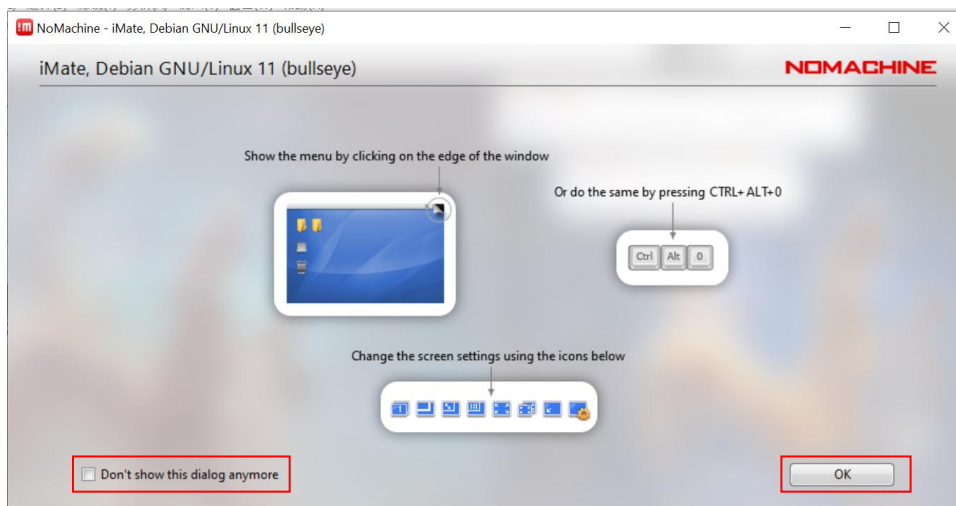 NoMachine - iMate, Debian GNU/Linux 11 (bullseye)
iMate, Debian GNU/Linux 11 (bullseye)
NOMACHINE
Show the menu by clicking on the edge of the window
Or do the same by pressing CTRL+ALT+0
Ctrl Alt 0
Change the screen settings using the icons below
Don't show this dialog anymore
OK